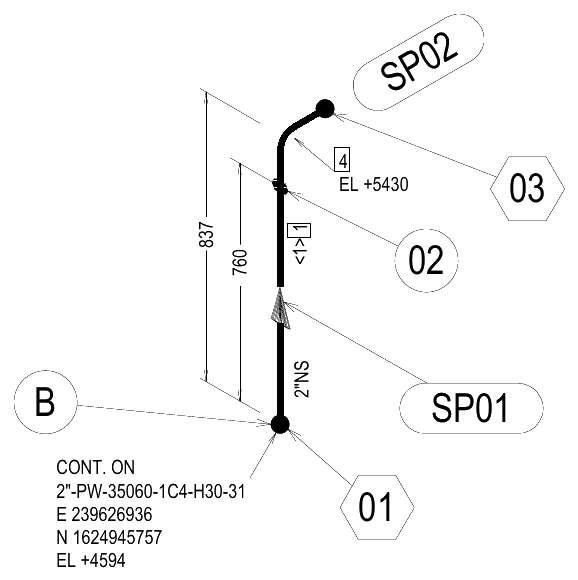 SP02
4
EL +5430
03
837
760
<1> 1
02
2"NS
SP01
B
CONT. ON
2"-PW-35060-1C4-H30-31
E 239626936
N 1624945757
EL +4594
01